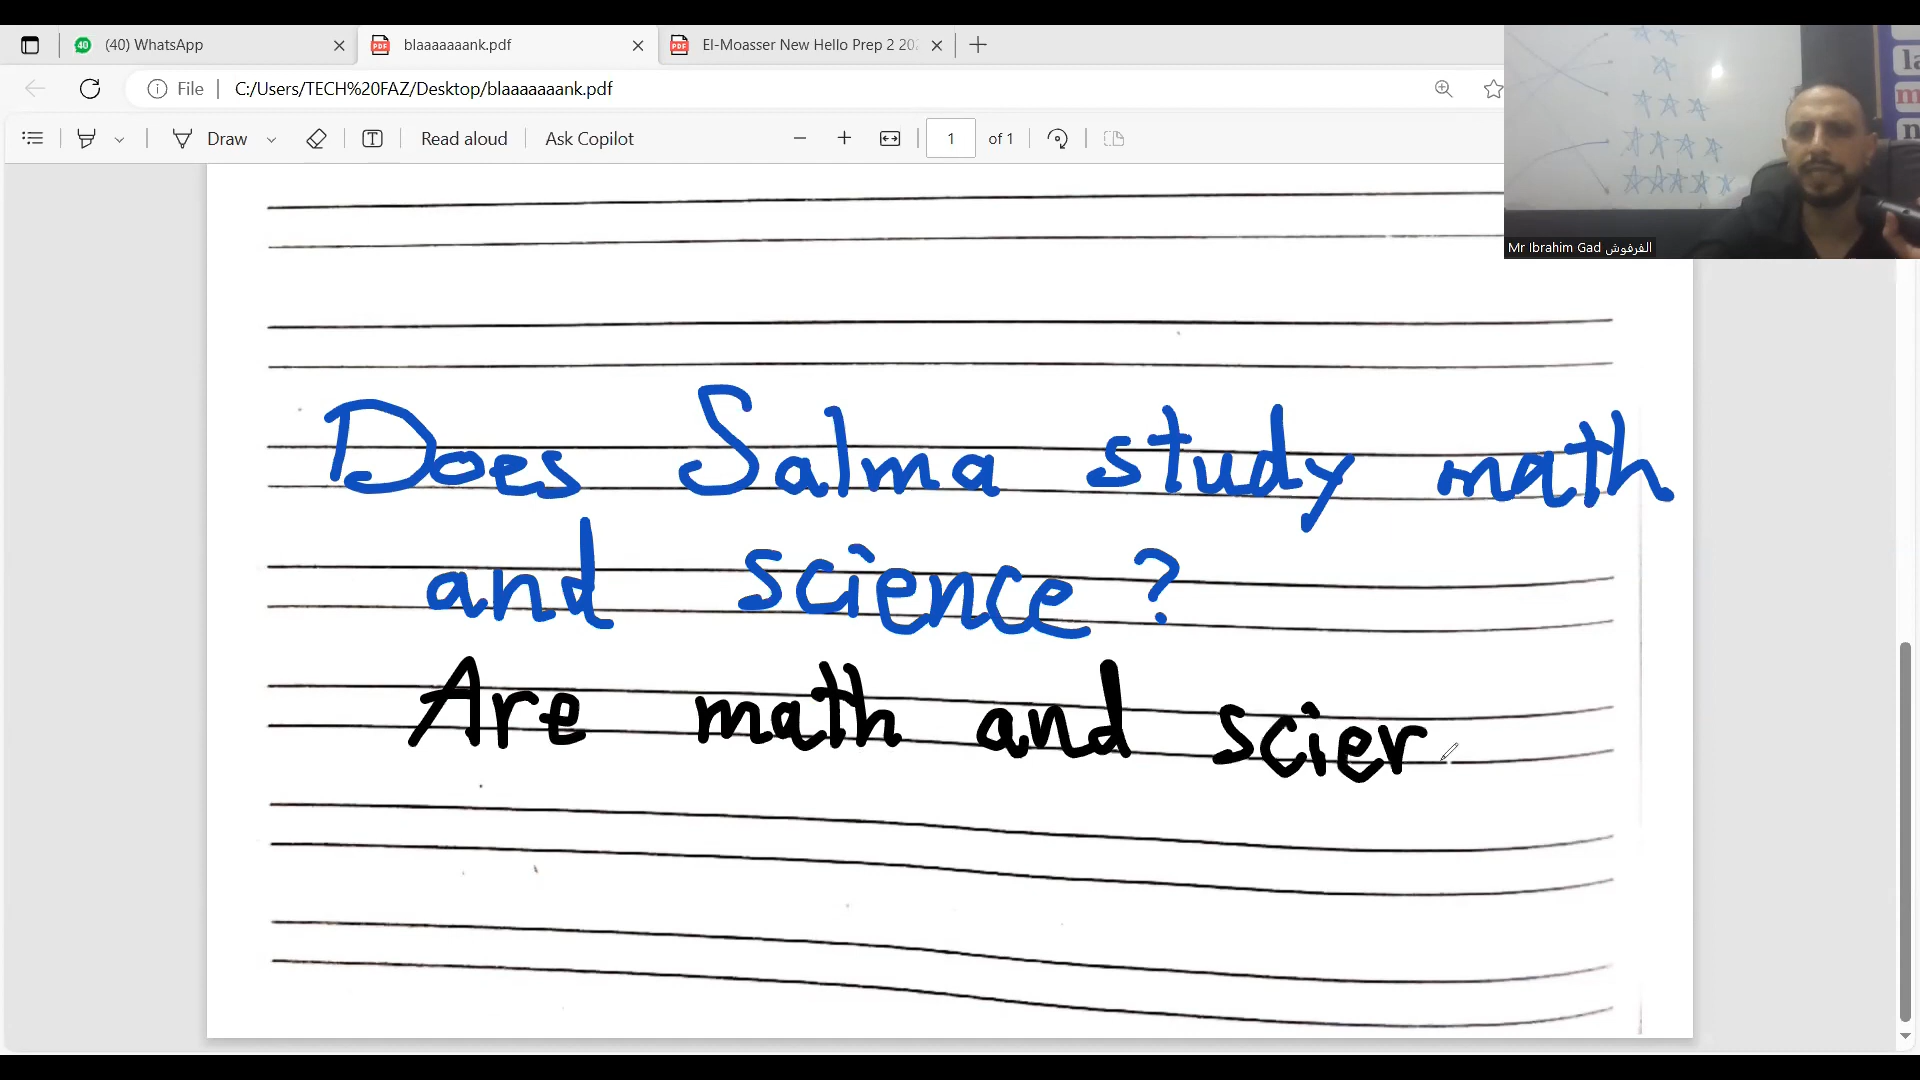 (40) WhatsApp
blaaaaaaank.pdf
El-Moasser New Hello Prep 2 202
File
C:/Users/TECH%20FAZ/Desktop/blaaaaaaank.pdf
Draw
Read aloud
Ask Copilot
1 of 1
Mr Ibrahim Gad الفرفوش
Does Salma study math
and science ?
Are math and scier